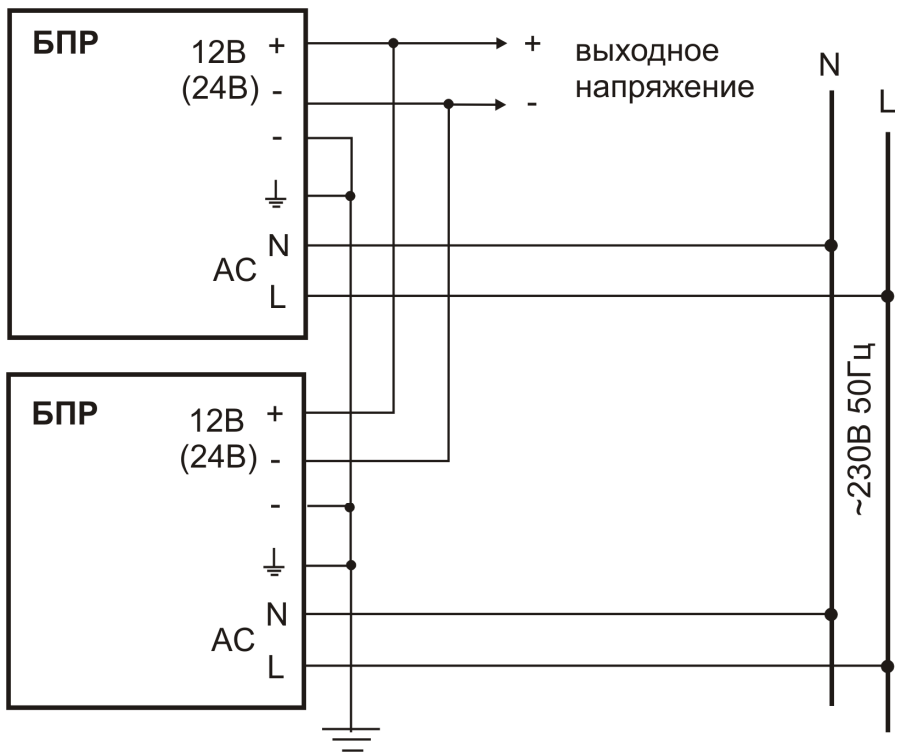 БПР
12В
(24В)
+
-
-
N
AC
L
+
-
выходное
напряжение
N
L
~230В 50Гц
БПР
12В
(24В)
+
-
-
N
AC
L